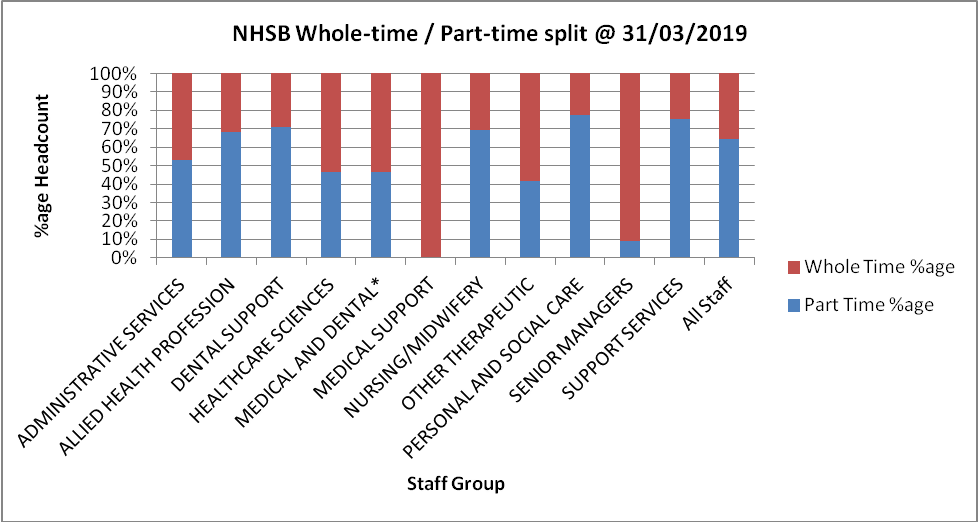 NHSB Whole-time / Part-time split @ 31/03/2019
100%
90%
80%
70%
60%
50%
40%
30%
20%
10%
0%
%age Headcount
ADMINISTRATIVE SERVICES
ALLIED HEALTH PROFESSION
DENTAL SUPPORT
HEALTHCARE SCIENCES
MEDICAL AND DENTAL*
MEDICAL SUPPORT
NURSING/MIDWIFERY
OTHER THERAPEUTIC
PERSONAL AND SOCIAL CARE
SENIOR MANAGERS
SUPPORT SERVICES
All Staff
Staff Group
Whole Time %age
Part Time %age